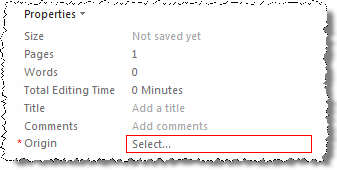 Properties
Size Not saved yet
Pages 1
Words 0
Total Editing Time 0 Minutes
Title Add a title
Comments Add comments
* Origin Select...